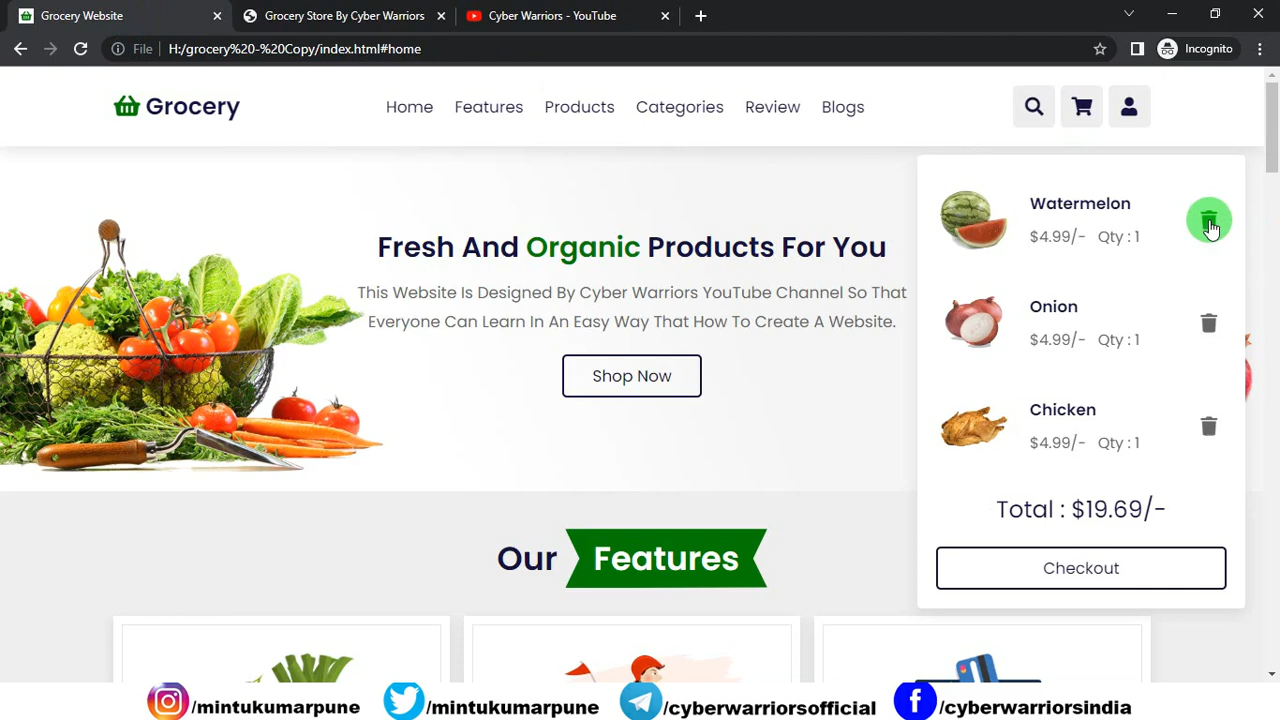 Grocery Website
Grocery Store By Cyber Warriors
Cyber Warriors - YouTube
File
H:/grocery%20-%20Copy/index.html#home
Incognito
Grocery
Home
Features
Products
Categories
Review
Blogs
Fresh And Organic Products For You
This Website Is Designed By Cyber Warriors YouTube Channel So That
Everyone Can Learn In An Easy Way That How To Create A Website.
Shop Now
Watermelon
$4.99/- Qty : 1
Onion
$4.99/- Qty : 1
Chicken
$4.99/- Qty : 1
Total : $19.69/-
Checkout
Our Features
/mintukumarpune
/mintukumarpune
/cyberwarriorsofficial
/cyberwarriorsindia